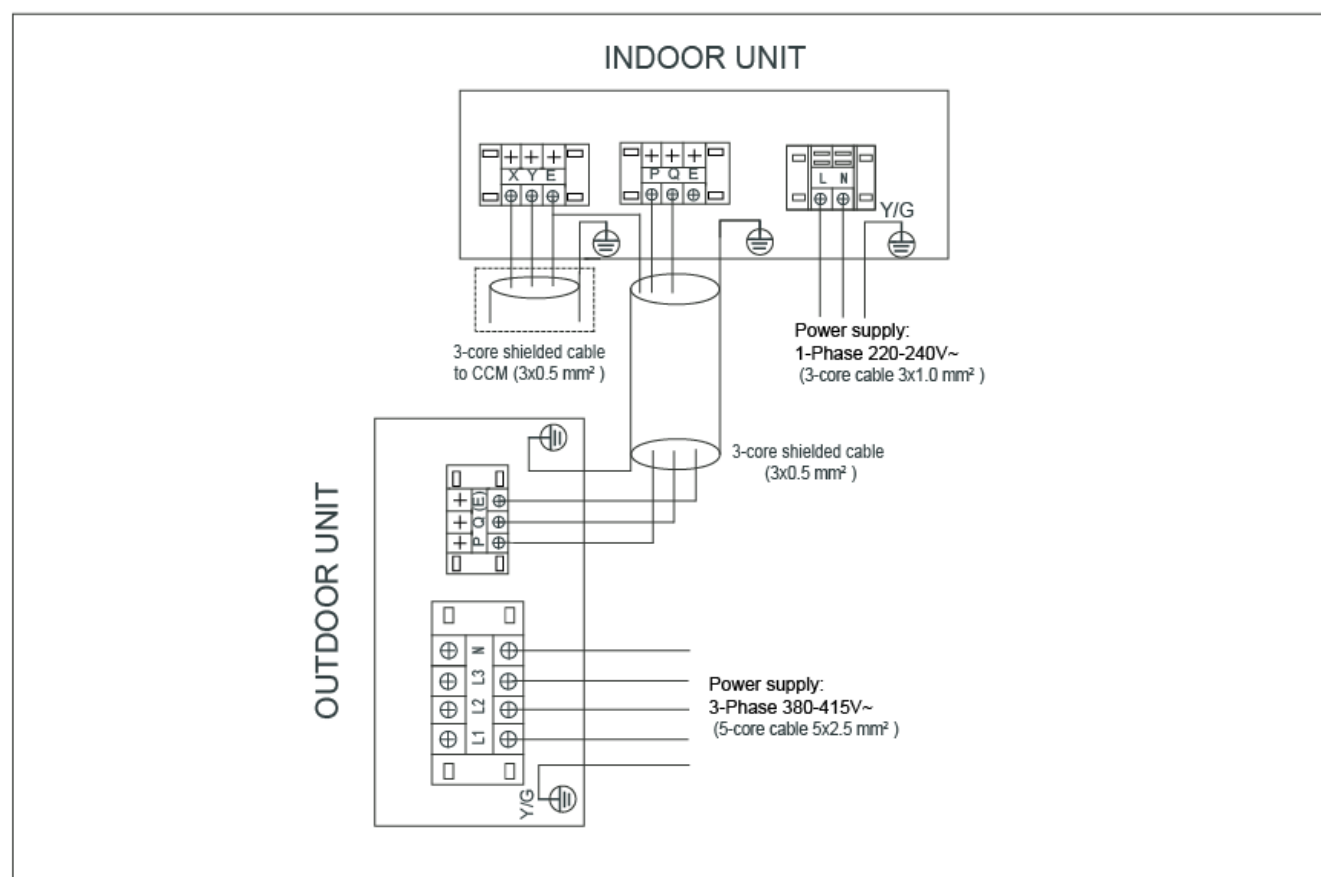 INDOOR UNIT
X Y E
P Q E
L N
Y/G
Power supply:
1-Phase 220-240V~
(3-core cable 3x1.0 mm² )
3-core shielded cable
to CCM (3x0.5 mm² )
3-core shielded cable
(3x0.5 mm² )
OUTDOOR UNIT
P Q (E)
L1 L2 L3 N
Power supply:
3-Phase 380-415V~
(5-core cable 5x2.5 mm² )
Y/G